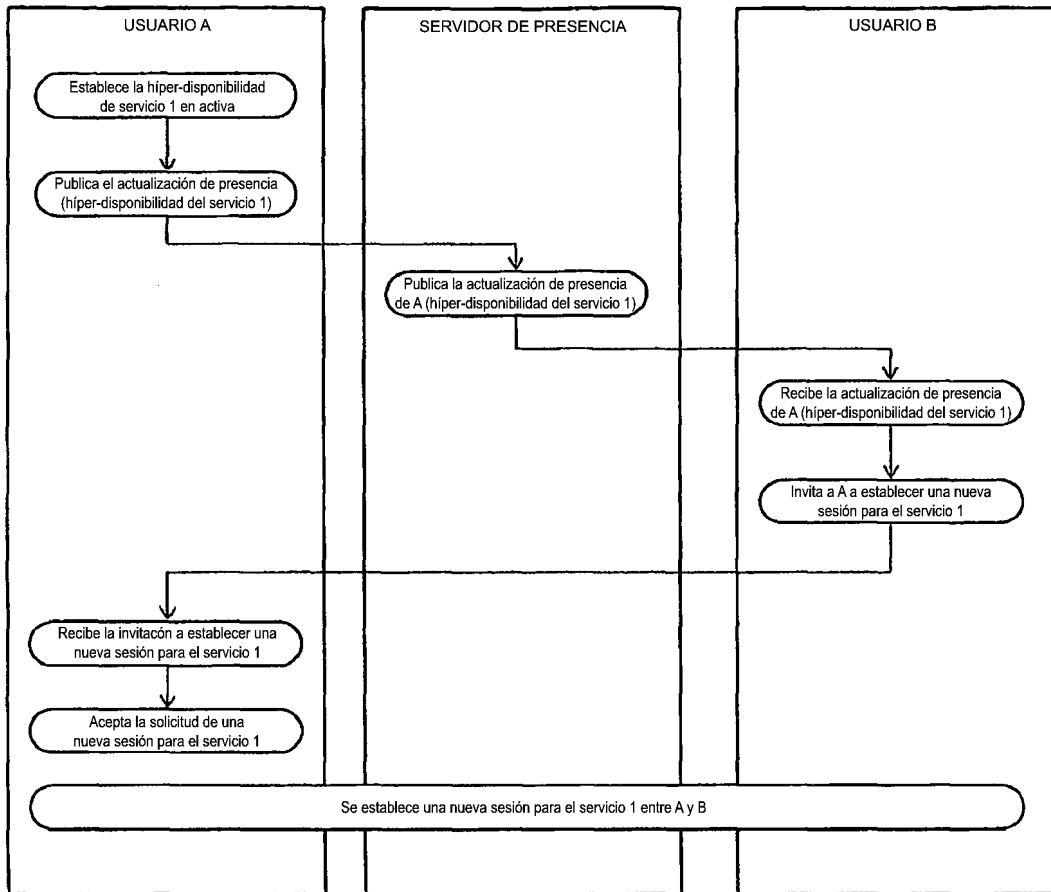 USUARIO A
SERVIDOR DE PRESENCIA
USUARIO B
Establece la híper-disponibilidad
de servicio 1 en activa
Publica el actualización de presencia
(híper-disponibilidad del servicio 1)
Publica la actualización de presencia
de A (híper-disponibilidad del servicio 1)
Recibe la actualización de presencia
de A (híper-disponibilidad del servicio 1)
Invita a A a establecer una nueva
sesión para el servicio 1
Recibe la invitacón a establecer una
nueva sesión para el servicio 1
Acepta la solicitud de una
nueva sesión para el servicio 1
Se establece una nueva sesión para el servicio 1 entre A y B